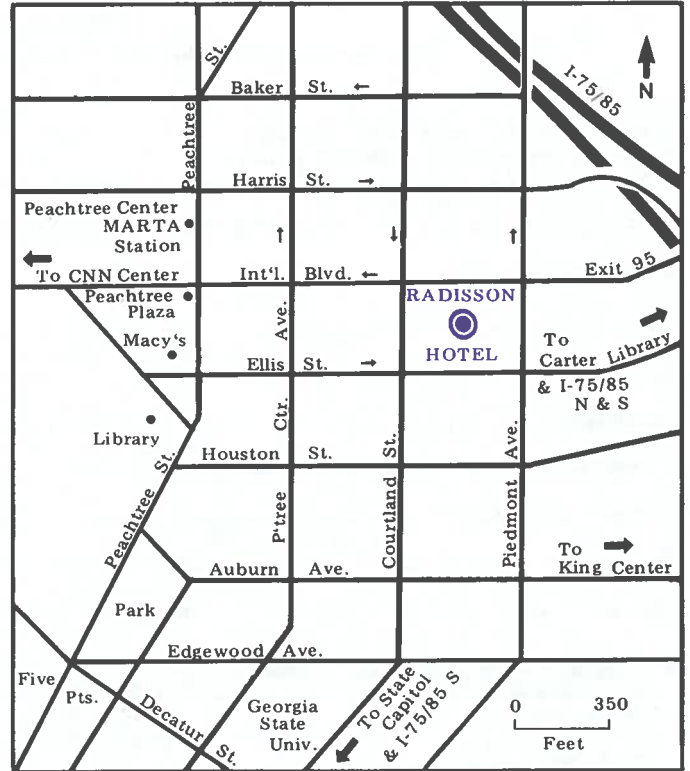 St.
Baker St. ←
I-75/85
N
Peachtree
Harris St. →
Peachtree Center
MARTA
Station
To CNN Center
Int'l. Blvd. ←
Exit 95
Peachtree
Plaza
Ave.
RADISSON
HOTEL
Macy's
Ellis St. →
To
Carter Library
& I-75/85
N & S
Library
Ctr.
St.
Ave.
Houston St.
Peachtree St.
P'tree
Courtland
Piedmont
Auburn Ave.
To
King Center
Park
Edgewood Ave.
Five
Pts.
Decatur St.
Georgia
State
Univ.
To State
Capitol
& I-75/85 S
0 350
Feet